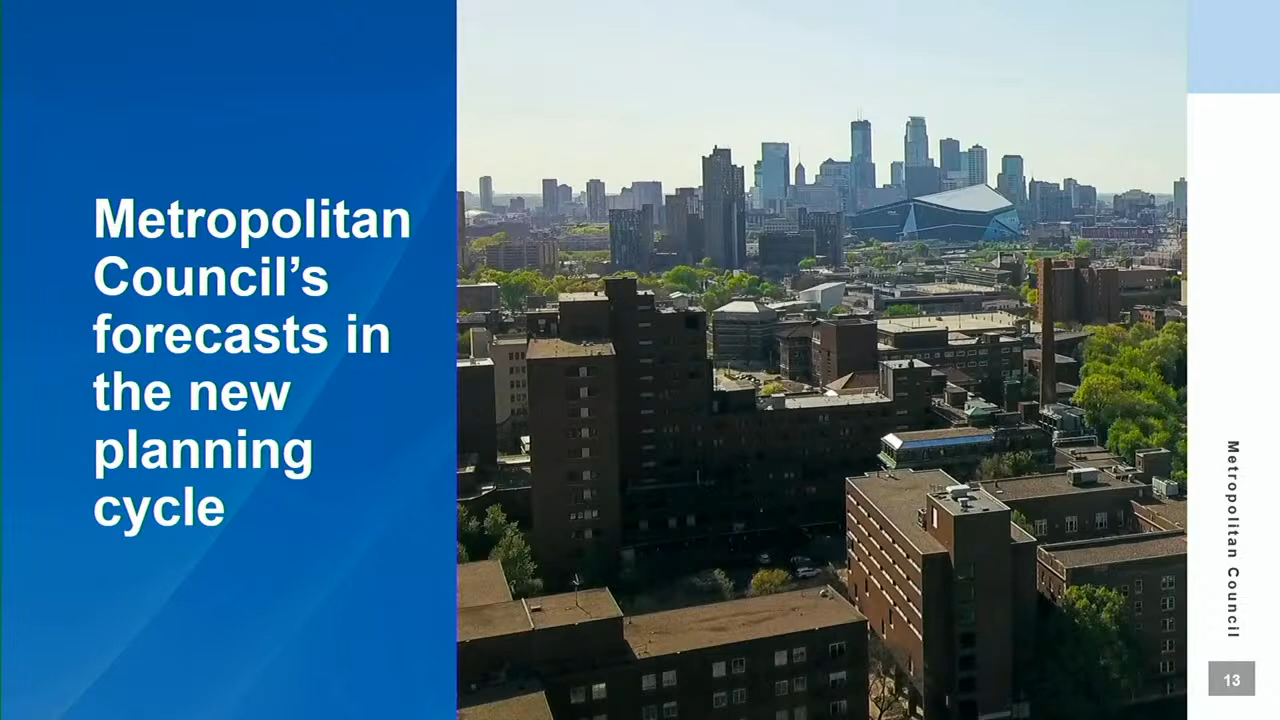 Metropolitan
Council’s
forecasts in
the new
planning
cycle
Metropolitan Council
13